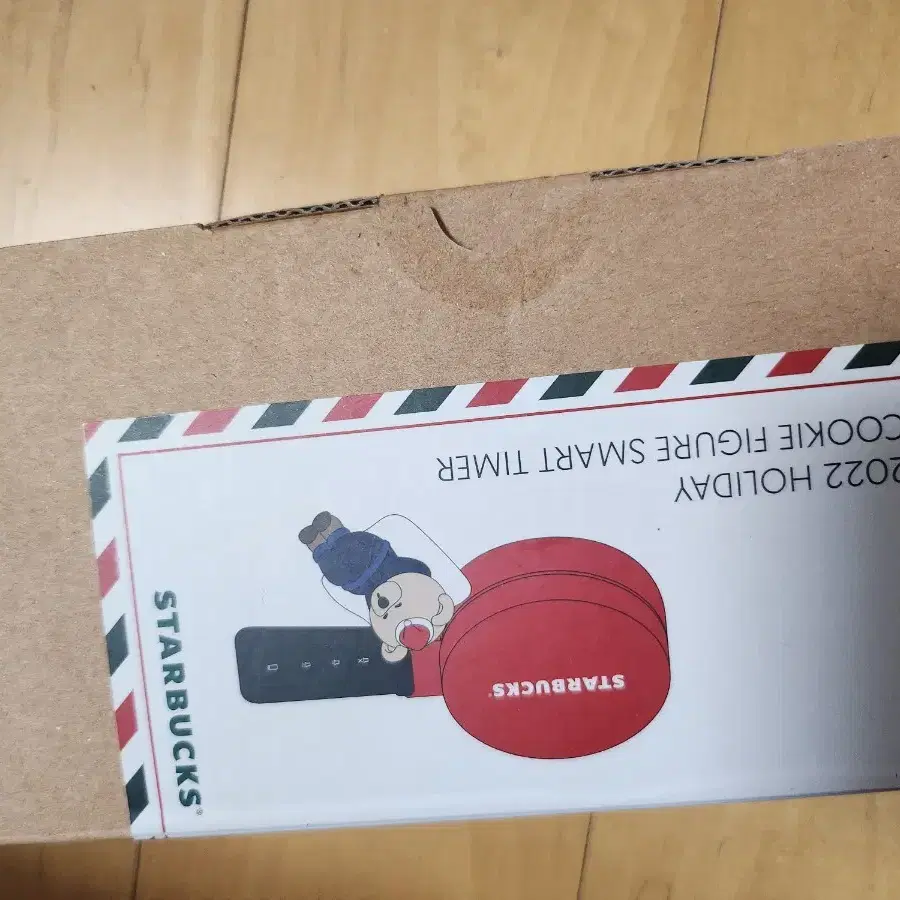 2022 HOLIDAY
COOKIE FIGURE SMART TIMER
STARBUCKS®
STARBUCKS®